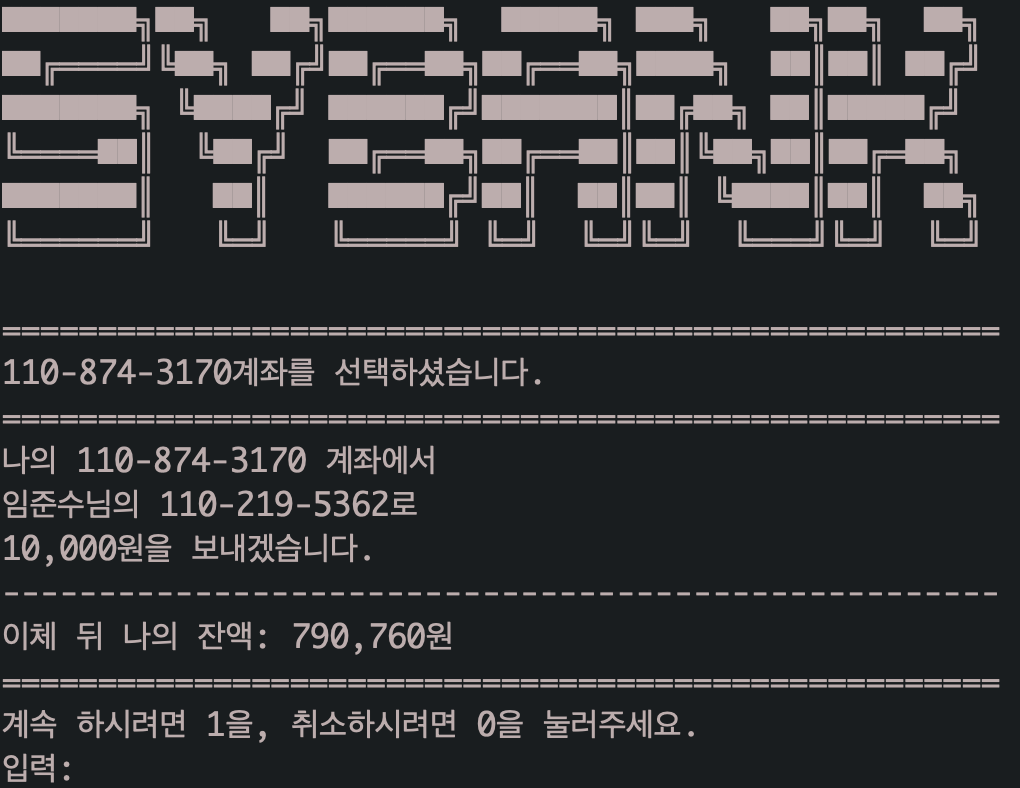 SYBANK
====================================================
110-874-3170계좌를 선택하셨습니다.
====================================================
나의 110-874-3170 계좌에서
임준수님의 110-219-5362로
10,000원을 보내겠습니다.
----------------------------------------------------
이체 뒤 나의 잔액: 790,760원
====================================================
계속 하시려면 1을, 취소하시려면 0을 눌러주세요.
입력: